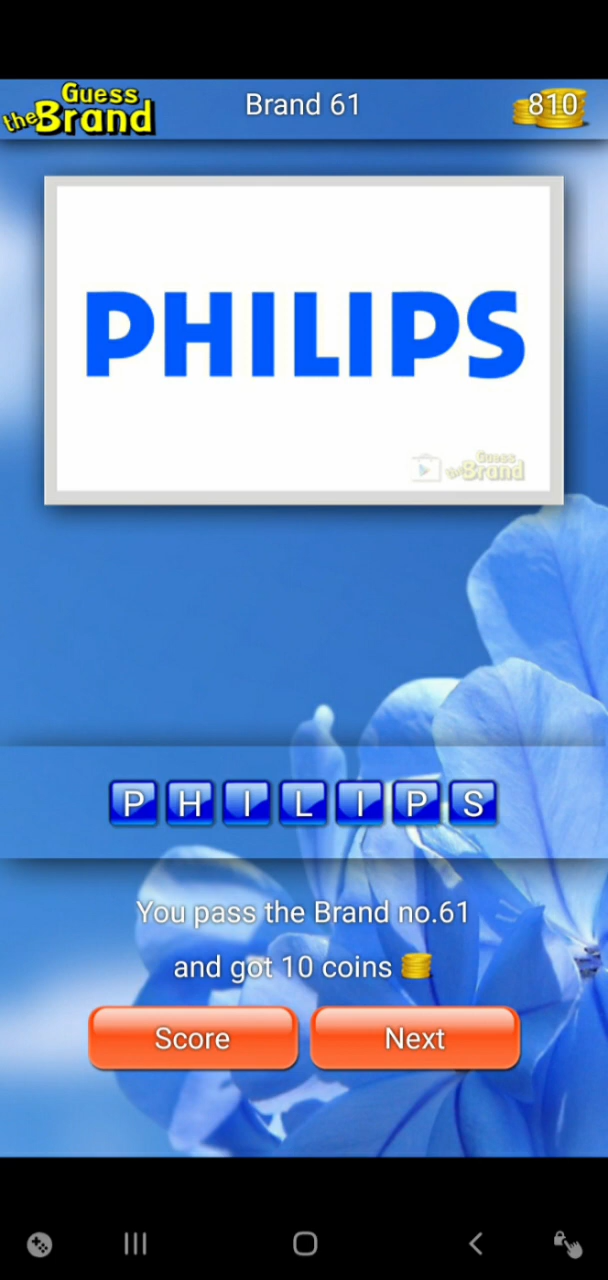 Guess
the Brand
Brand 61
810
PHILIPS
Guess
the Brand
P H I L I P S
You pass the Brand no.61
and got 10 coins
Score
Next